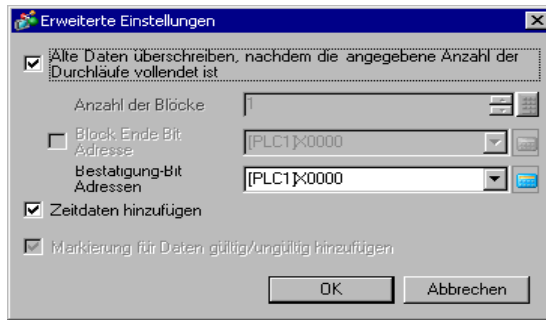 Erweiterte Einstellungen
Alte Daten überschreiben, nachdem die angegebene Anzahl der
Durchläufe vollendet ist
Anzahl der Blöcke
1
Block Ende Bit
Adresse
[PLC1]X0000
Bestatigung-Bit
Adressen
[PLC1]X0000
Zeitdaten hinzufügen
Markierung für Daten gültig/ungültig hinzufügen
OK
Abbrechen